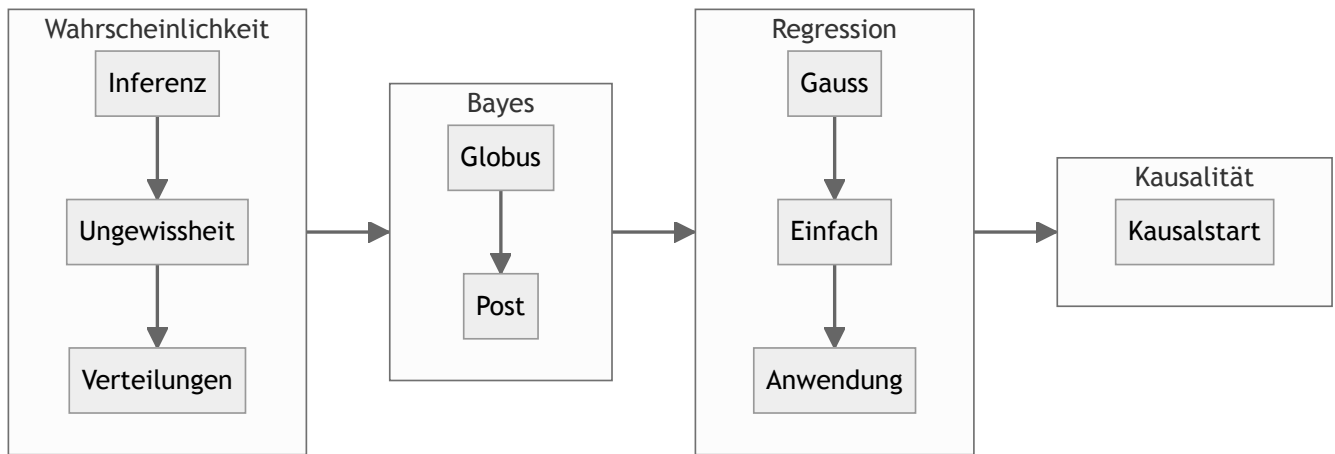 Wahrscheinlichkeit
Inferenz
Ungewissheit
Verteilungen
Bayes
Globus
Post
Regression
Gauss
Einfach
Anwendung
Kausalität
Kausalstart